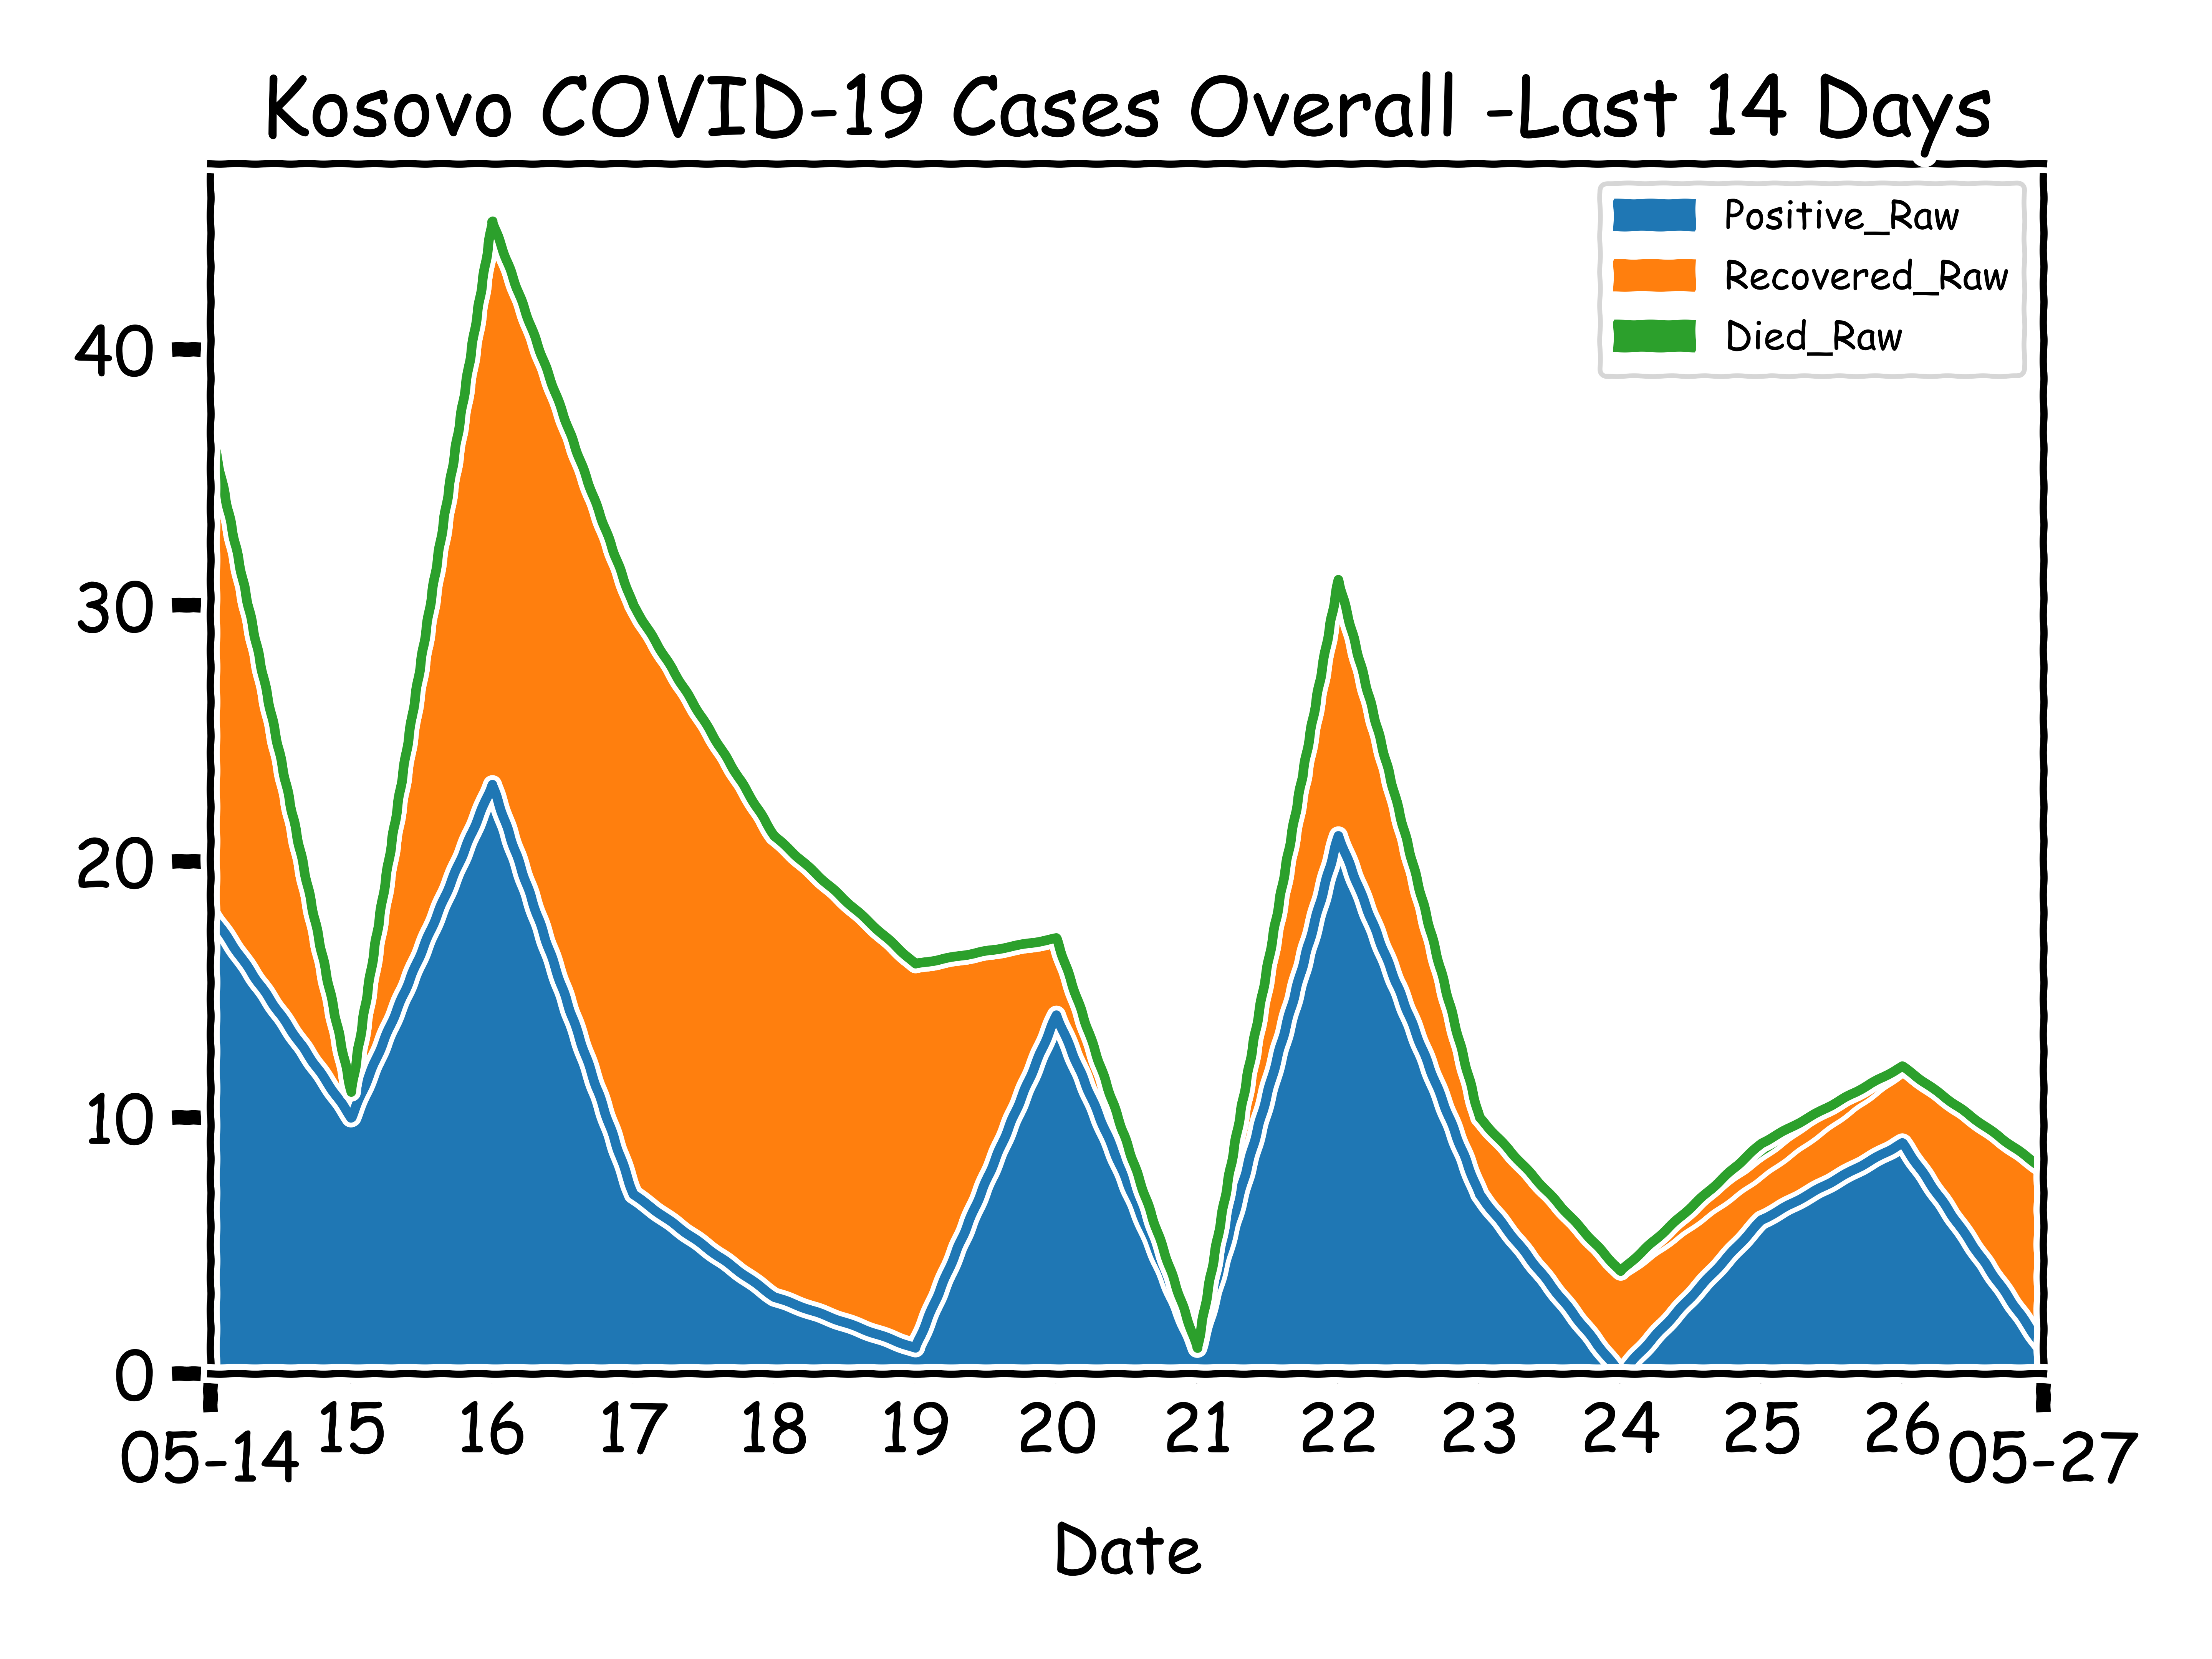 Kosovo COVID-19 Cases Overall -Last 14 Days
Positive_Raw
Recovered_Raw
Died_Raw
40
30
20
10
0
05-14 15 16 17 18 19 20 21 22 23 24 25 26 05-27
Date